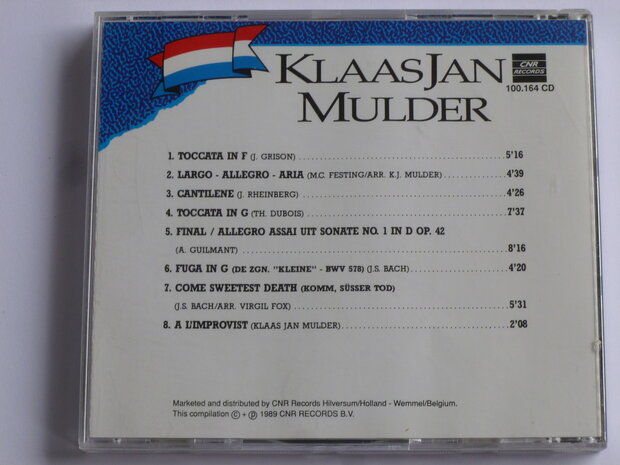 KLAAS JAN
MULDER
CNR
RECORDS
100.164 CD
1. TOCCATA IN F (J. GRISON) 5'16
2. LARGO - ALLEGRO - ARIA (M.C. FESTING/ARR. K.J. MULDER) 4'39
3. CANTILENE (J. RHEINBERG) 4'26
4. TOCCATA IN G (TH. DUBOIS) 7'37
5. FINAL / ALLEGRO ASSAI UIT SONATE NO. 1 IN D OP. 42
(A. GUILMANT) 8'16
6. FUGA IN G (DE ZGN. "KLEINE" - BWV 578) (J.S. BACH) 4'20
7. COME SWEETEST DEATH (KOMM, SÜSSER TOD)
(J.S. BACH/ARR. VIRGIL FOX) 5'31
8. A L'IMPROVIST (KLAAS JAN MULDER) 2'08
Marketed and distributed by CNR Records Hilversum/Holland - Wemmel/Belgium.
This compilation © + ℗ 1989 CNR RECORDS B.V.